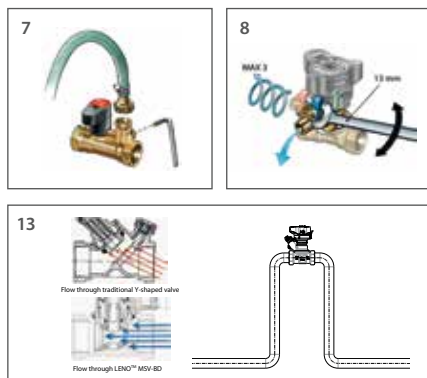 7
8
MAX 3
13 mm
13
Flow through traditional Y-shaped valve
Flow through LENO™ MSV-BD